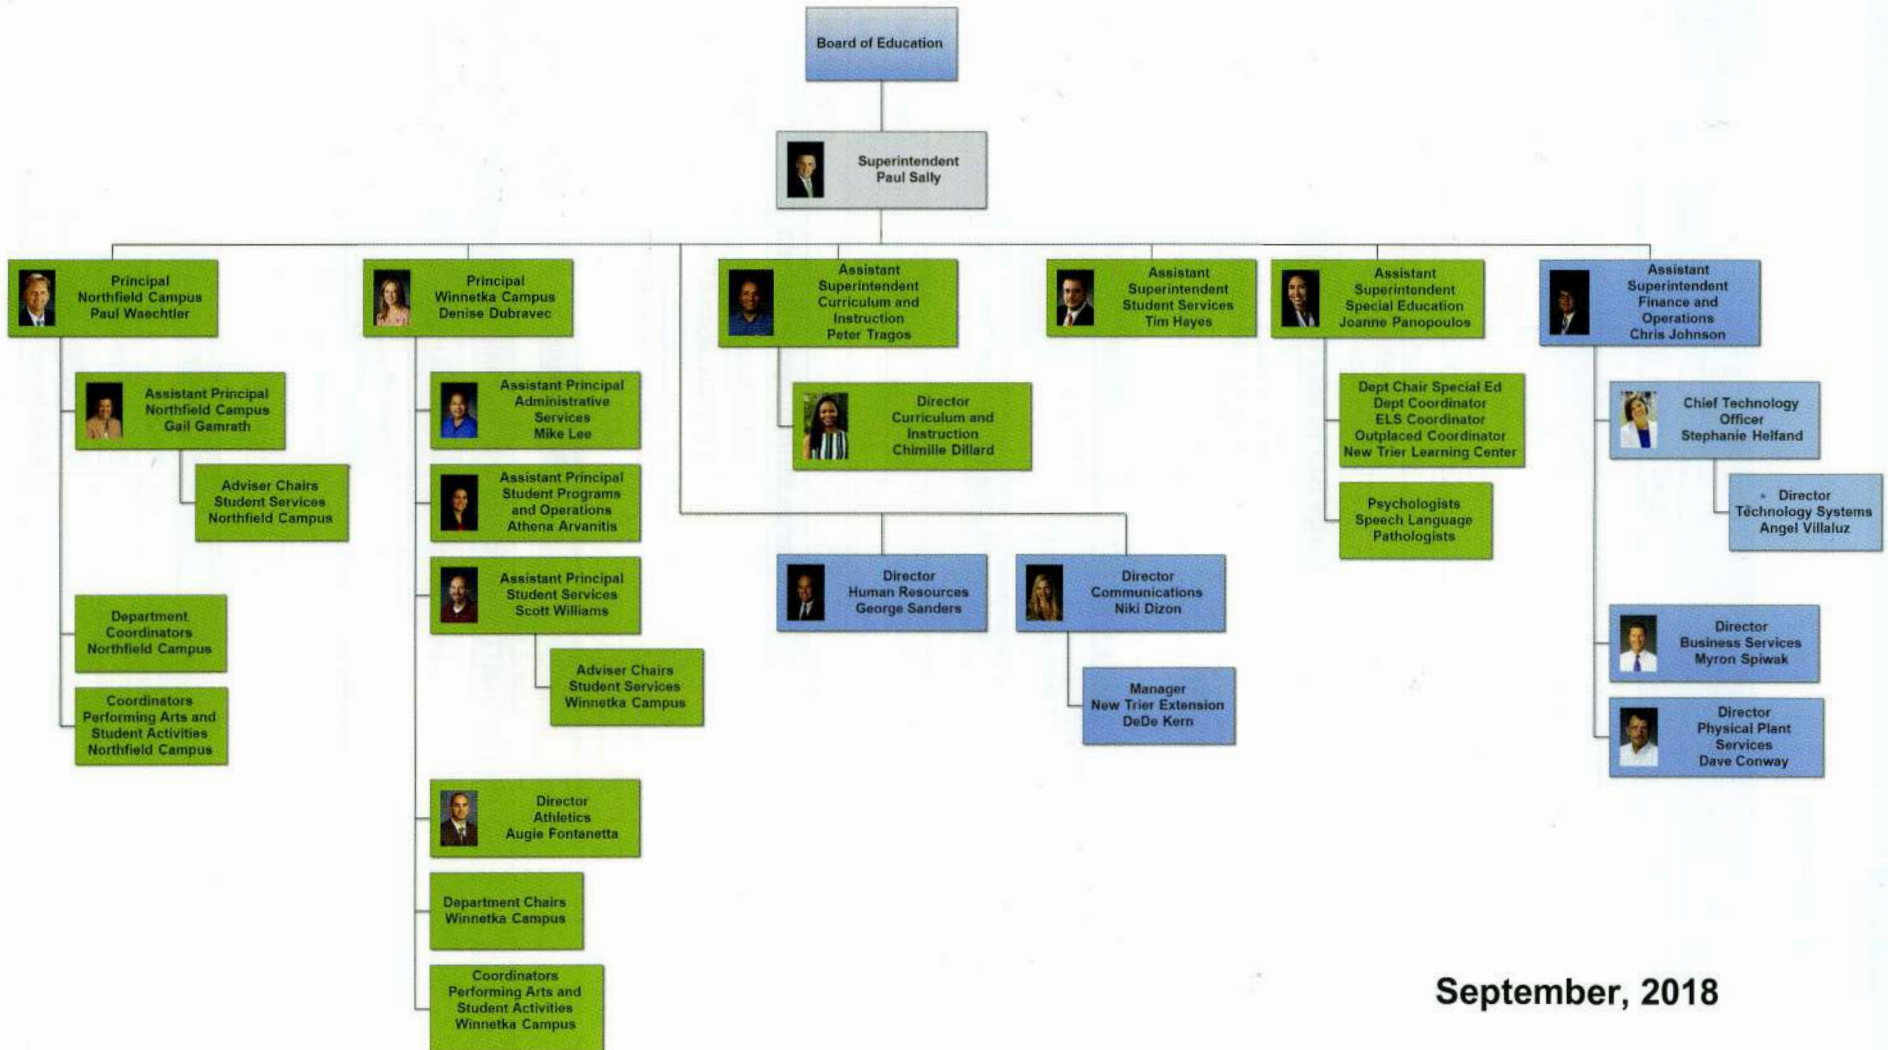 Board of Education
Superintendent
Paul Sally
Principal
Northfield Campus
Paul Waechtler
Assistant Principal
Northfield Campus
Gail Gamrath
Adviser Chairs
Student Services
Northfield Campus
Department
Coordinators
Northfield Campus
Coordinators
Performing Arts and
Student Activities
Northfield Campus
Principal
Winnetka Campus
Denise Dubravec
Assistant Principal
Administrative
Services
Mike Lee
Assistant Principal
Student Programs
and Operations
Athena Arvanitis
Assistant Principal
Student Services
Scott Williams
Adviser Chairs
Student Services
Winnetka Campus
Director
Athletics
Augie Fontanetta
Department Chairs
Winnetka Campus
Coordinators
Performing Arts and
Student Activities
Winnetka Campus
Assistant
Superintendent
Curriculum and
Instruction
Peter Tragos
Director
Curriculum and
Instruction
Chimille Dillard
Director
Human Resources
George Sanders
Director
Communications
Niki Dizon
Manager
New Trier Extension
DeDe Kern
Assistant
Superintendent
Student Services
Tim Hayes
Assistant
Superintendent
Special Education
Joanne Panopoulos
Dept Chair Special Ed
Dept Coordinator
ELS Coordinator
Outplaced Coordinator
New Trier Learning Center
Psychologists
Speech Language
Pathologists
Assistant
Superintendent
Finance and
Operations
Chris Johnson
Chief Technology
Officer
Stephanie Helfand
Director
Technology Systems
Angel Villaluz
Director
Business Services
Myron Spiwak
Director
Physical Plant
Services
Dave Conway
September, 2018